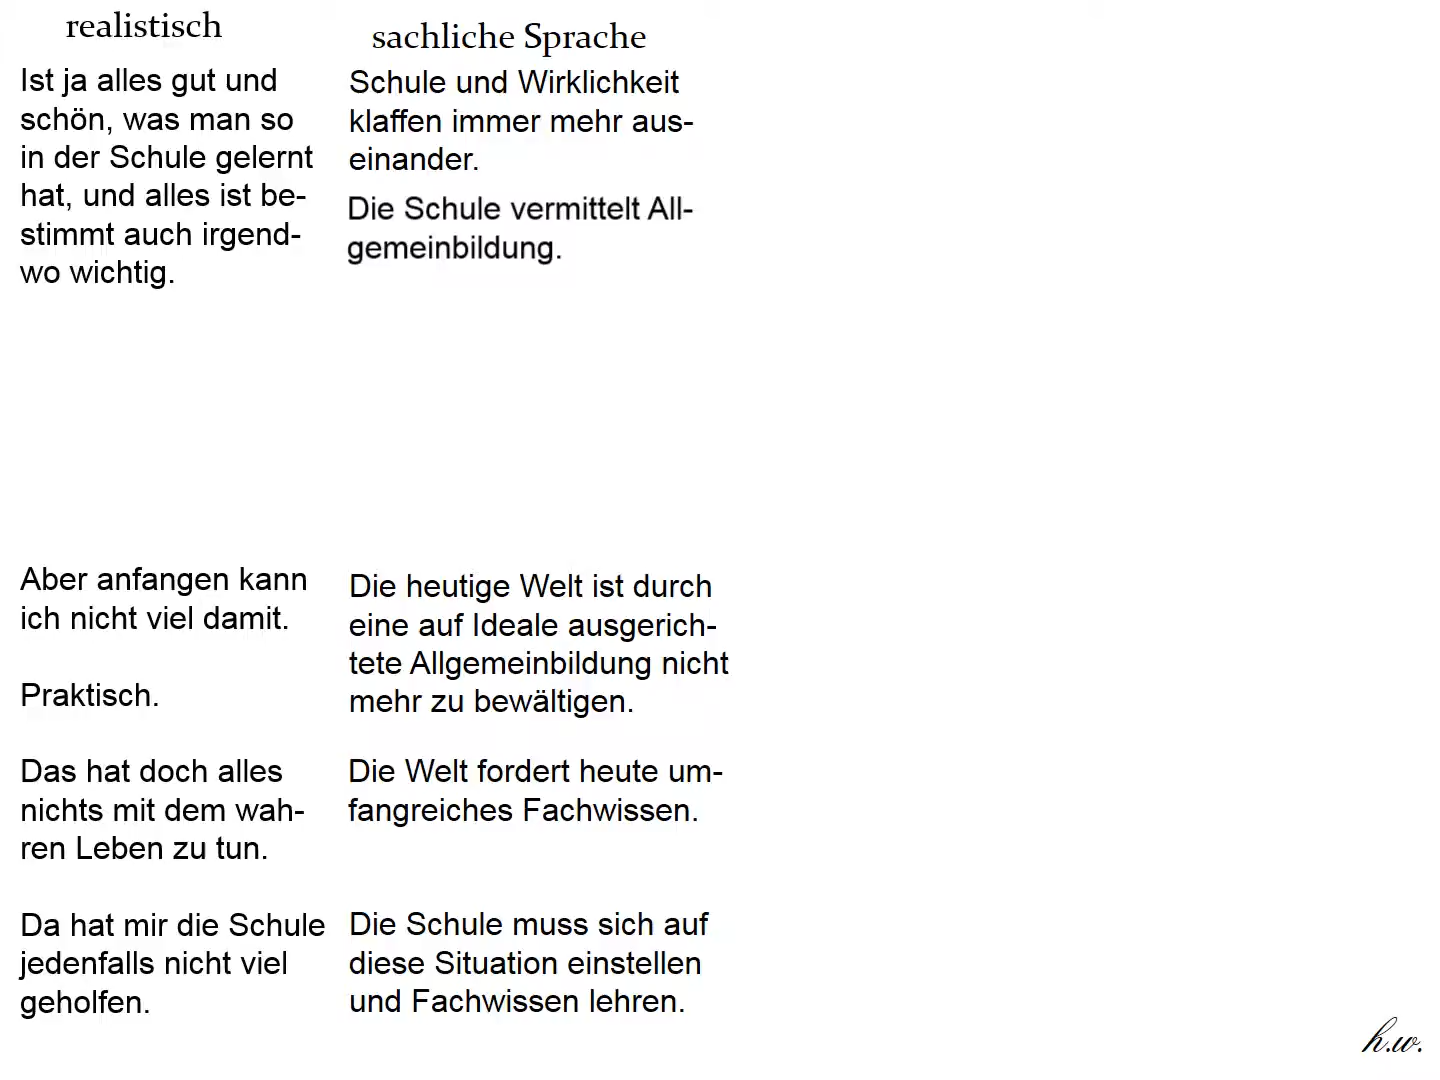 realistisch
Ist ja alles gut und
schön, was man so
in der Schule gelernt
hat, und alles ist be-
stimmt auch irgend-
wo wichtig.
Aber anfangen kann
ich nicht viel damit.
Praktisch.
Das hat doch alles
nichts mit dem wah-
ren Leben zu tun.
Da hat mir die Schule
jedenfalls nicht viel
geholfen.
sachliche Sprache
Schule und Wirklichkeit
klaffen immer mehr aus-
einander.
Die Schule vermittelt All-
gemeinbildung.
Die heutige Welt ist durch
eine auf Ideale ausgerich-
tete Allgemeinbildung nicht
mehr zu bewältigen.
Die Welt fordert heute um-
fangreiches Fachwissen.
Die Schule muss sich auf
diese Situation einstellen
und Fachwissen lehren.
h.w.